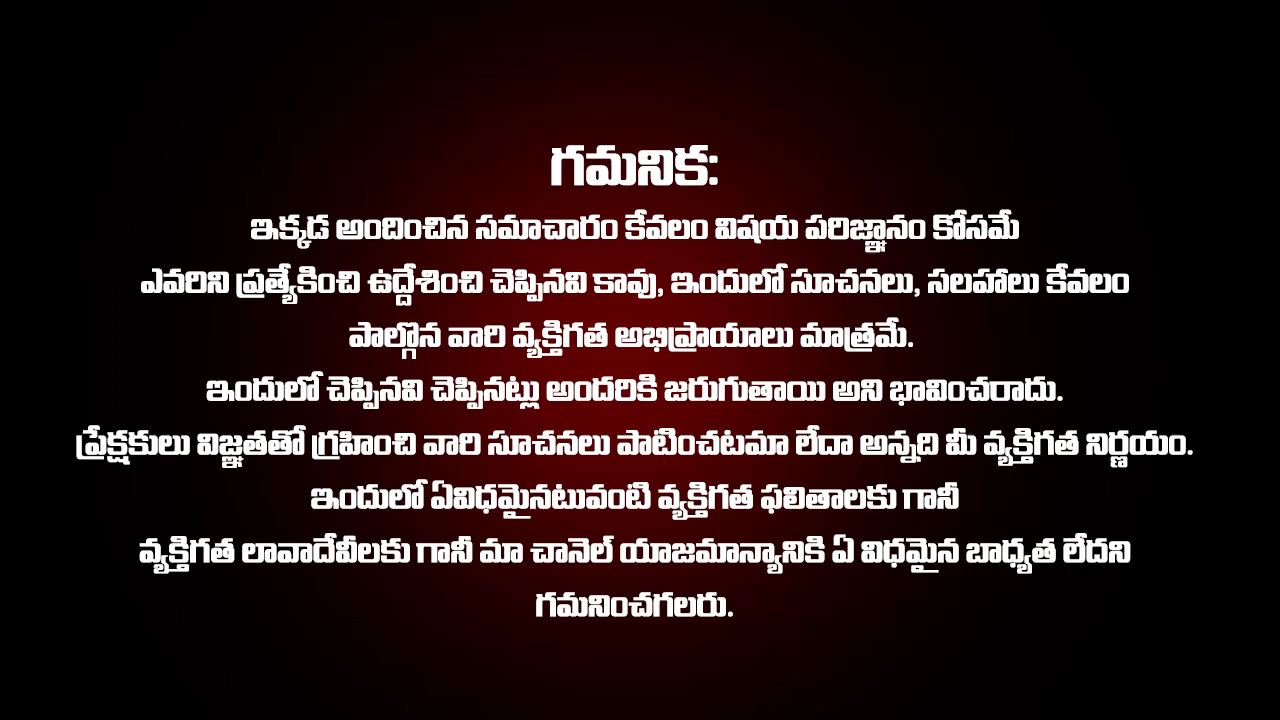 గమనిక:
ఇక్కడ అందించిన సమాచారం కేవలం విషయ పరిజ్ఞానం కోసమే
ఎవరిని ప్రత్యేకించి ఉద్దేశించి చెప్పినవి కావు, ఇందులో సూచనలు, సలహాలు కేవలం
పాల్గొన వారి వ్యక్తిగత అభిప్రాయాలు మాత్రమే.
ఇందులో చెప్పినవి చెప్పినట్లు అందరికి జరుగుతాయి అని భావించరాదు.
ప్రేక్షకులు విజ్ఞతతో గ్రహించి వారి సూచనలు పాటించటమా లేదా అన్నది మీ వ్యక్తిగత నిర్ణయం.
ఇందులో ఏవిధమైనటువంటి వ్యక్తిగత ఫలితాలకు గానీ
వ్యక్తిగత లావాదేవీలకు గానీ మా చానెల్ యాజమాన్యానికి ఏ విధమైన బాధ్యత లేదని
గమనించగలరు.